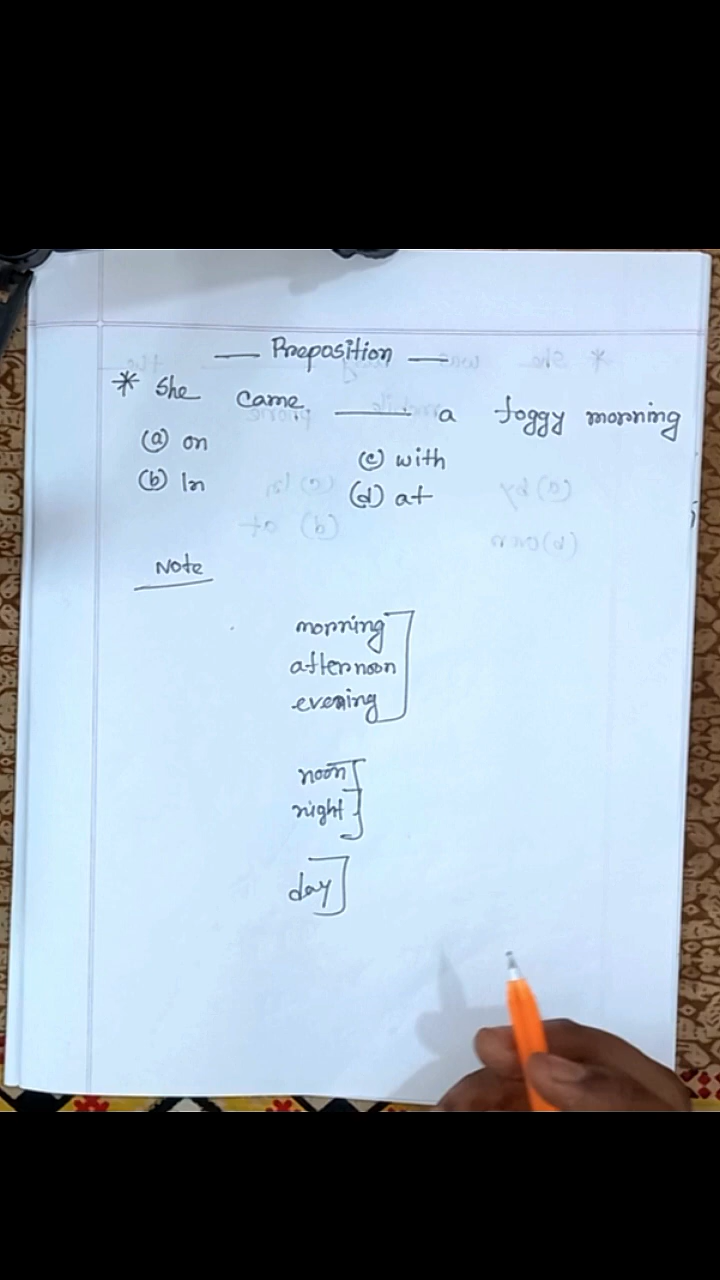 — Preposition —
* She came ______ a foggy morning
(a) on (c) with
(b) In (d) at
Note
morning
afternoon
evening
noon
night
day